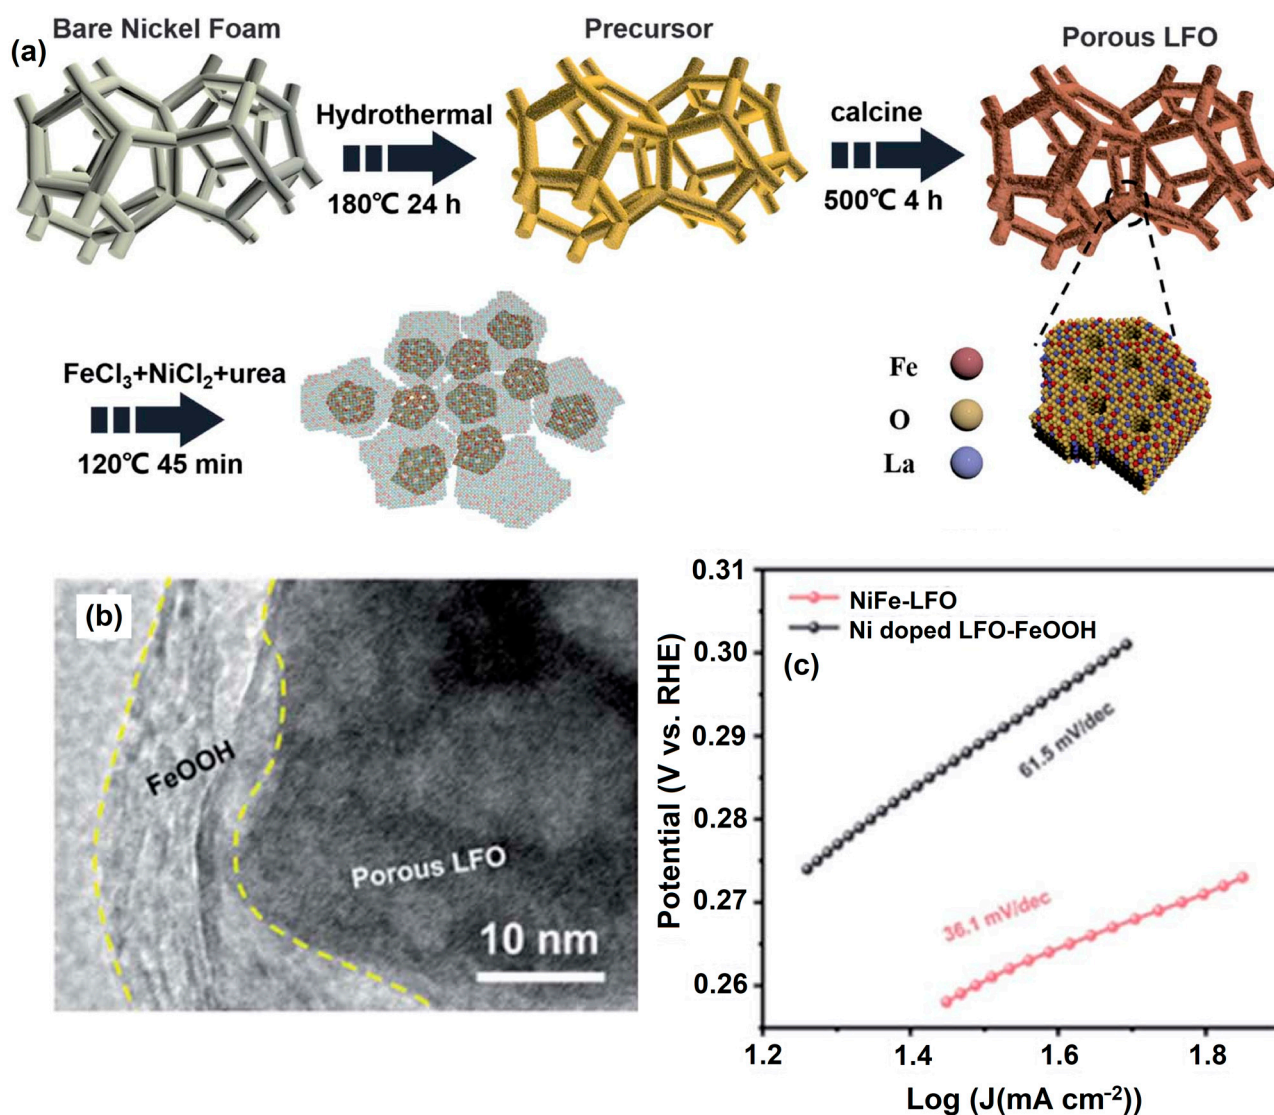 (a)
Bare Nickel Foam
Precursor
Porous LFO
Hydrothermal
180℃ 24 h
calcine
500℃ 4 h
FeCl₃+NiCl₂+urea
120℃ 45 min
Fe
O
La
(b)
FeOOH
Porous LFO
10 nm
(c)
NiFe-LFO
Ni doped LFO-FeOOH
61.5 mV/dec
36.1 mV/dec
Potential (V vs. RHE)
0.31
0.30
0.29
0.28
0.27
0.26
1.2
1.4
1.6
1.8
Log (J(mA cm⁻²))